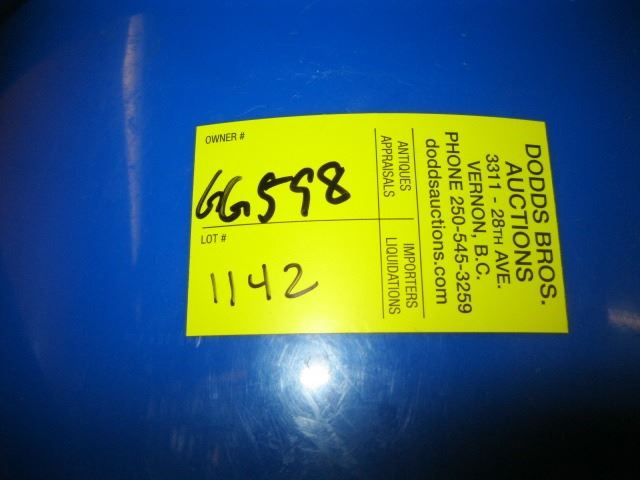 OWNER #
GG598
LOT #
1142
ANTIQUES
APPRAISALS
IMPORTERS
LIQUIDATIONS
DODDS BROS.
AUCTIONS
3311 - 28TH AVE.
VERNON, B.C.
PHONE 250-545-3259
doddsauctions.com